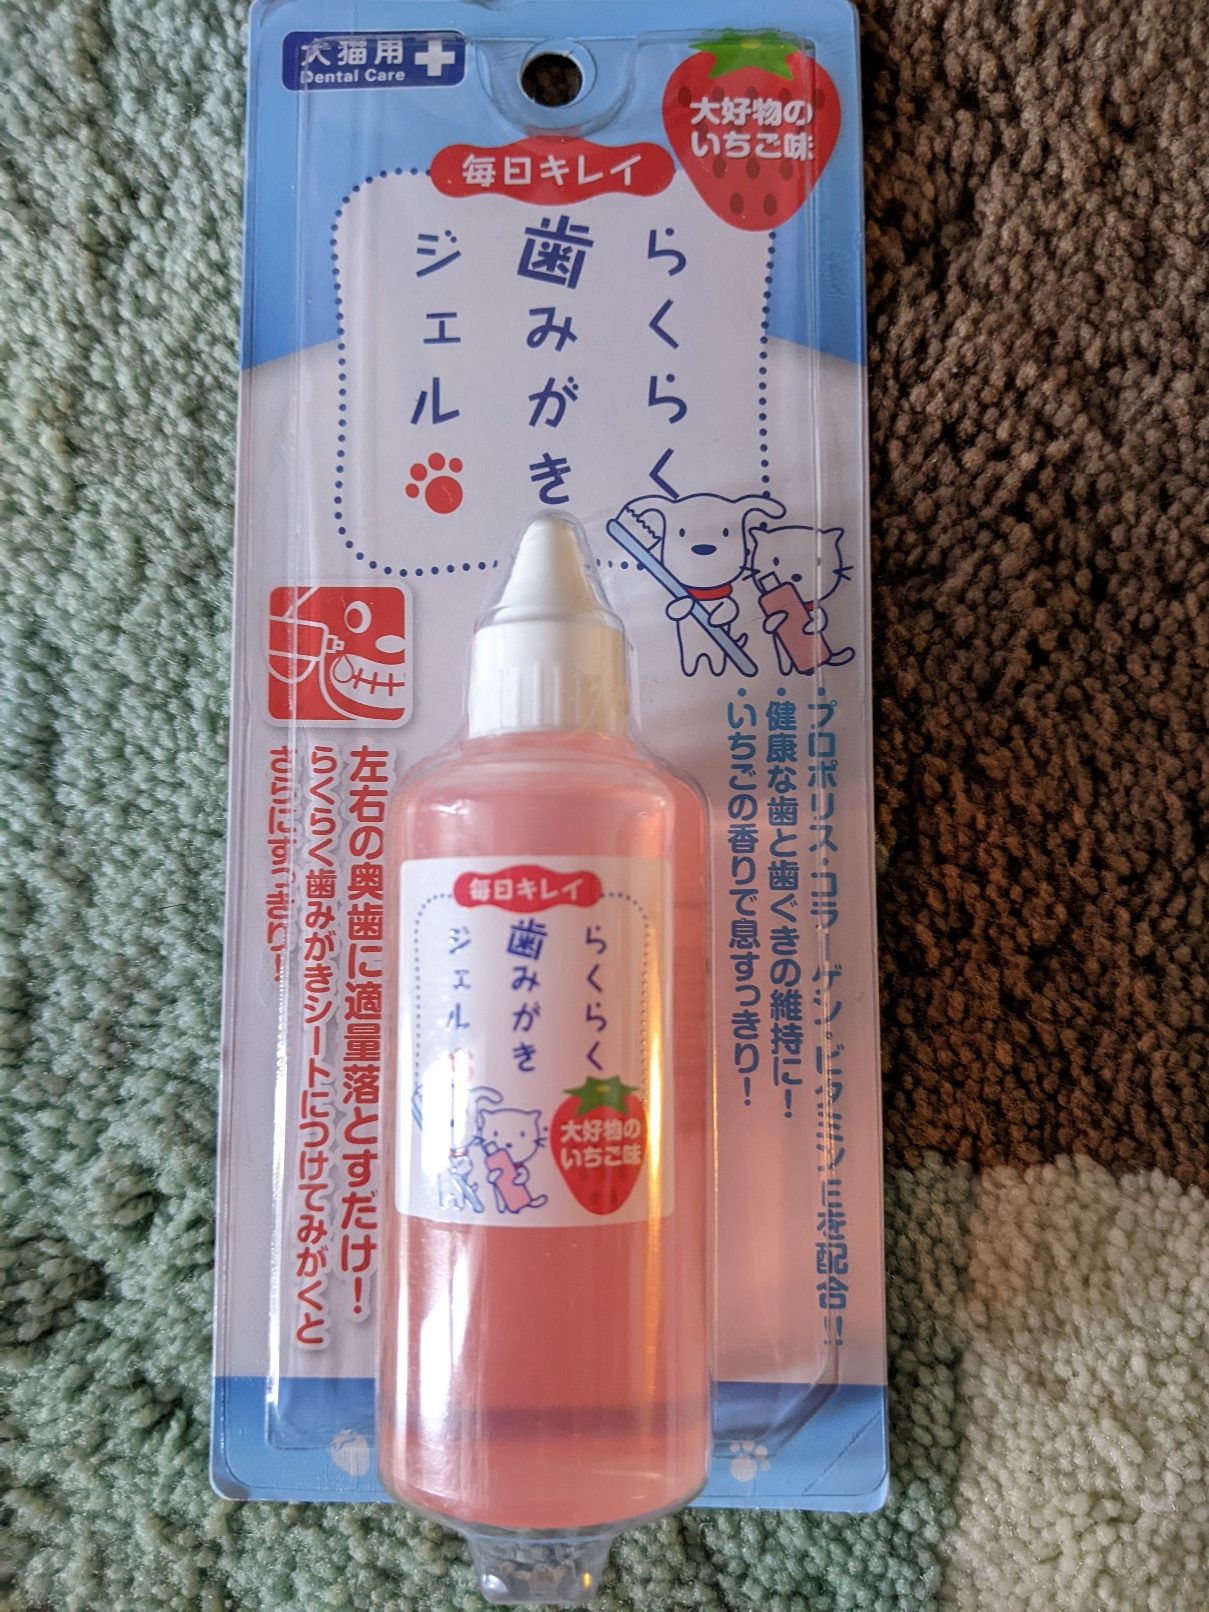 犬猫用
Dental Care
大好物の
いちご味
毎日キレイ
らくらく
歯みがき
ジェル
・プロポリス・コラーゲン・ビタミンEを配合!!
・健康な歯と歯ぐきの維持に!
・いちごの香りで息すっきり!
左右の奥歯に適量落とすだけ!
らくらく歯みがきシートにつけてみがくと
さらにすっきり!
毎日キレイ
らくらく
歯みがき
ジェル
大好物の
いちご味